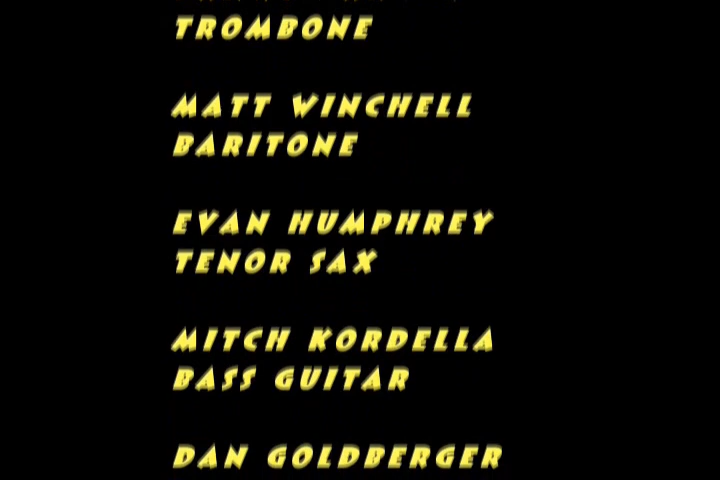 TROMBONE
MATT WINCHELL
BARITONE
EVAN HUMPHREY
TENOR SAX
MITCH KORDELLA
BASS GUITAR
DAN GOLDBERGER